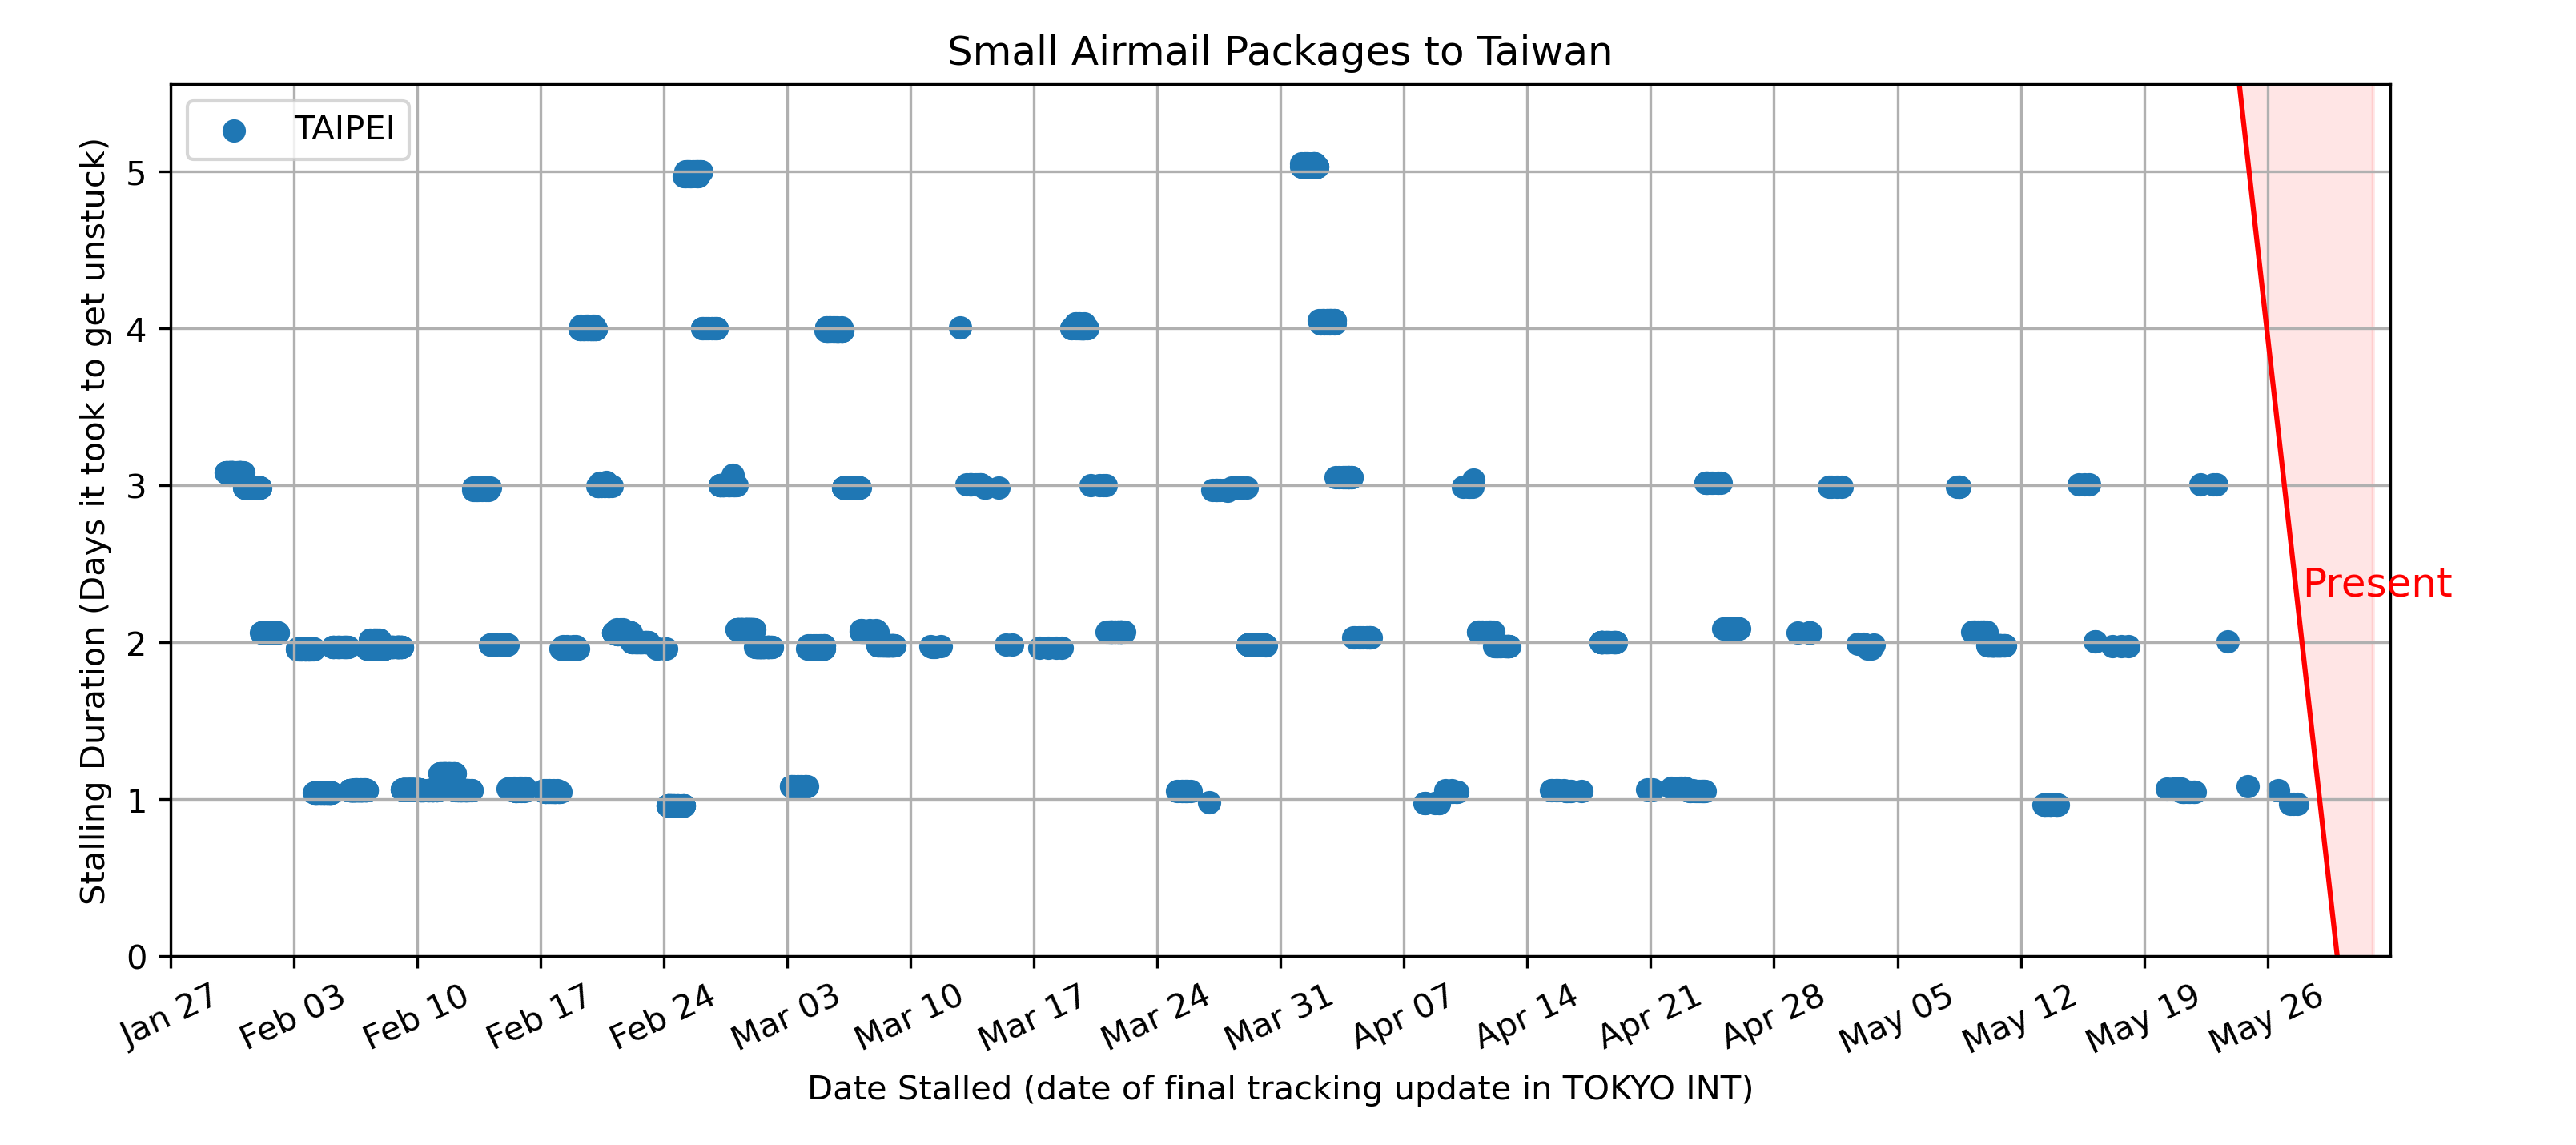 Small Airmail Packages to Taiwan
TAIPEI
Stalling Duration (Days it took to get unstuck)
5
4
3
2
1
0
Present
Jan 27
Feb 03
Feb 10
Feb 17
Feb 24
Mar 03
Mar 10
Mar 17
Mar 24
Mar 31
Apr 07
Apr 14
Apr 21
Apr 28
May 05
May 12
May 19
May 26
Date Stalled (date of final tracking update in TOKYO INT)